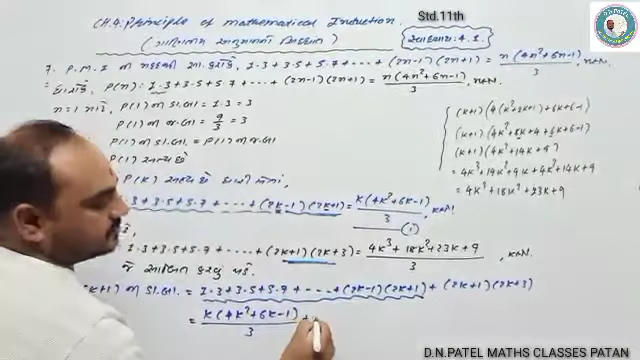 CH.4: Principle of mathematical Induction.
Std.11th
(ગાણિતિક અનુમાનનો સિદ્ધાંત)
સ્વાધ્યાય 4.1.
7. P.M.I ની મદદથી સા.કરો. 1·3+3·5+5·7+----+(2n-1)(2n+1) = n(4n²+6n-1)/3, n∈N.
P(n): 1·3+3·5+5·7+----+(2n-1)(2n+1) = n(4n²+6n-1)/3, n∈N.
n=1 માટે, P(1) ની ડા.બા = 1·3 = 3
P(1) ની જ.બા = 9/3 = 3
P(1) ની ડા.બા = P(1) ની જ.બા
P(1) સત્ય છે
P(k) સત્ય છે
1·3+3·5+5·7+----+(2k-1)(2k+1) = k(4k²+6k-1)/3, k∈N.
——(1)
1·3+3·5+5·7+----+(2k+1)(2k+3) = 4k³+18k²+23k+9/3, k∈N.
જે સાબિત કરવું પડે.
(k+1) ની ડા.બા. = 1·3+3·5+5·7+----+(2k-1)(2k+1)+(2k+1)(2k+3)
= k(4k²+6k-1)/3 +
(k+1)(4(k²+2k+1)+6k+6-1)
(k+1)(4k²+8k+4+6k+6-1)
(k+1)(4k²+14k+9)
= 4k³+14k²+9k+4k²+14k+9
= 4k³+18k²+23k+9
D.N.PATEL
D.N.PATEL MATHS CLASSES PATAN